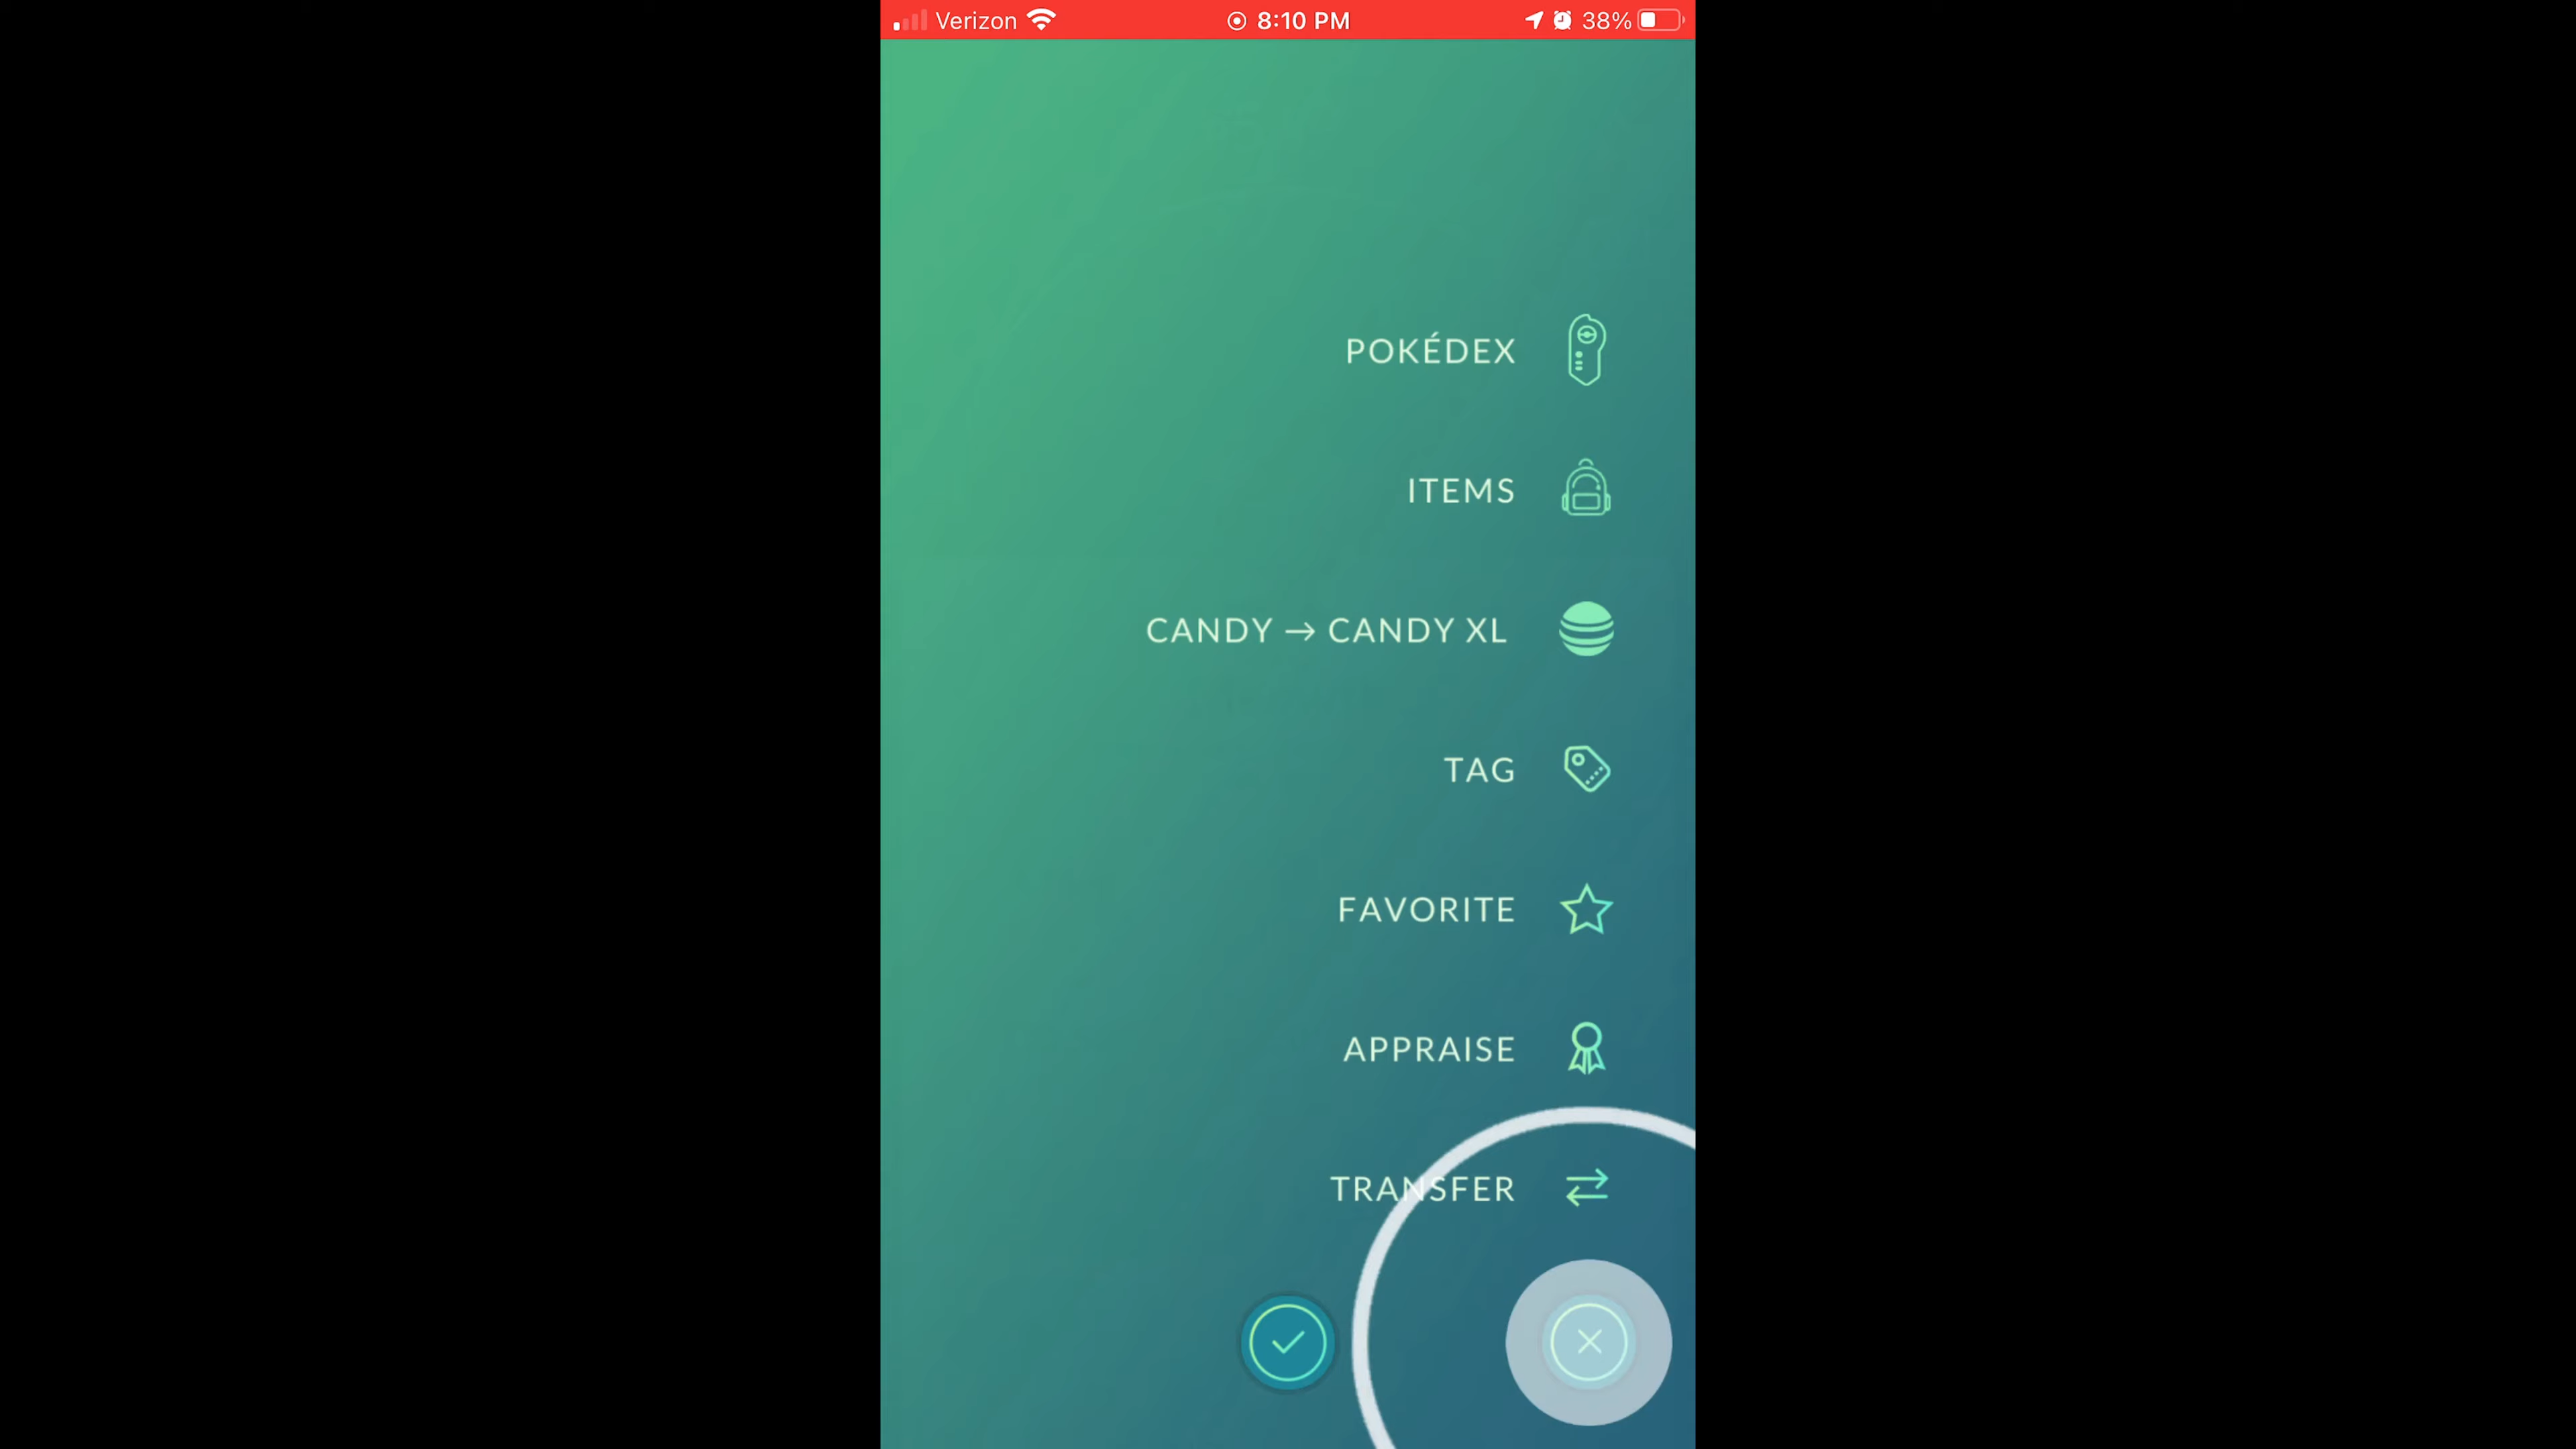 Verizon 8:10 PM 38%
POKÉDEX
ITEMS
CANDY → CANDY XL
TAG
FAVORITE
APPRAISE
TRANSFER